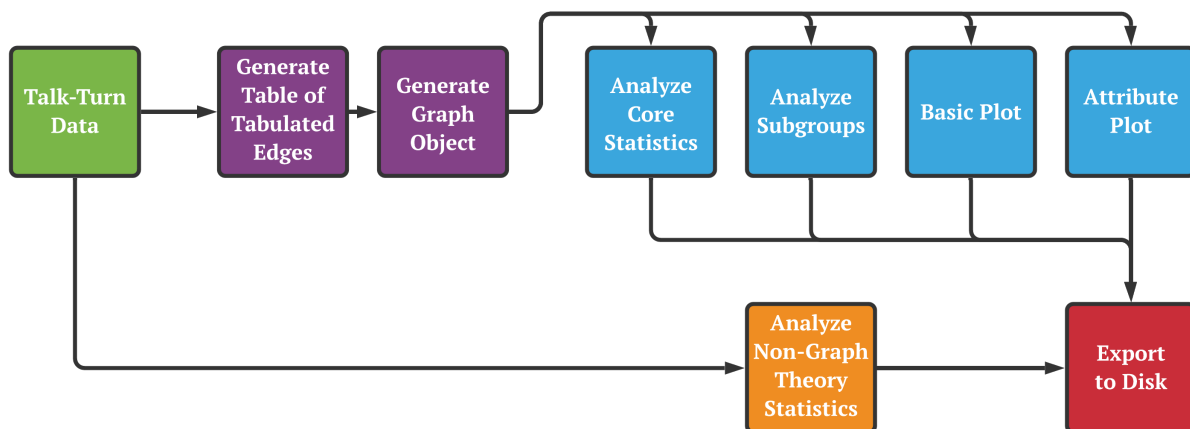 Talk-Turn
Data
Generate
Table of
Tabulated
Edges
Generate
Graph
Object
Analyze
Core
Statistics
Analyze
Subgroups
Basic Plot
Attribute
Plot
Analyze
Non-Graph
Theory
Statistics
Export
to Disk